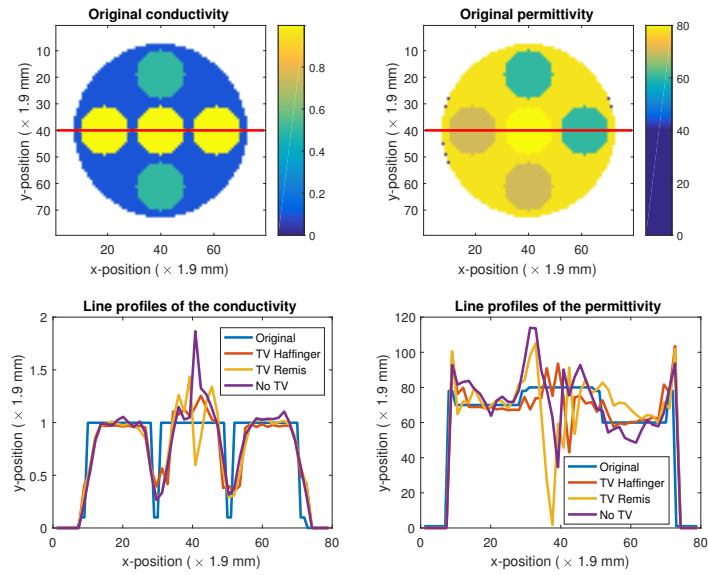 Original conductivity
10
20
30
40
50
60
70
y-position ( × 1.9 mm)
20 40 60
x-position ( × 1.9 mm)
0.8
0.6
0.4
0.2
0
Original permittivity
10
20
30
40
50
60
70
y-position ( × 1.9 mm)
20 40 60
x-position ( × 1.9 mm)
80
60
40
20
0
Line profiles of the conductivity
2
1.5
1
0.5
0
y-position ( × 1.9 mm)
0 20 40 60 80
x-position ( × 1.9 mm)
Original
TV Haffinger
TV Remis
No TV
Line profiles of the permittivity
120
100
80
60
40
20
0
y-position ( × 1.9 mm)
0 20 40 60 80
x-position ( × 1.9 mm)
Original
TV Haffinger
TV Remis
No TV